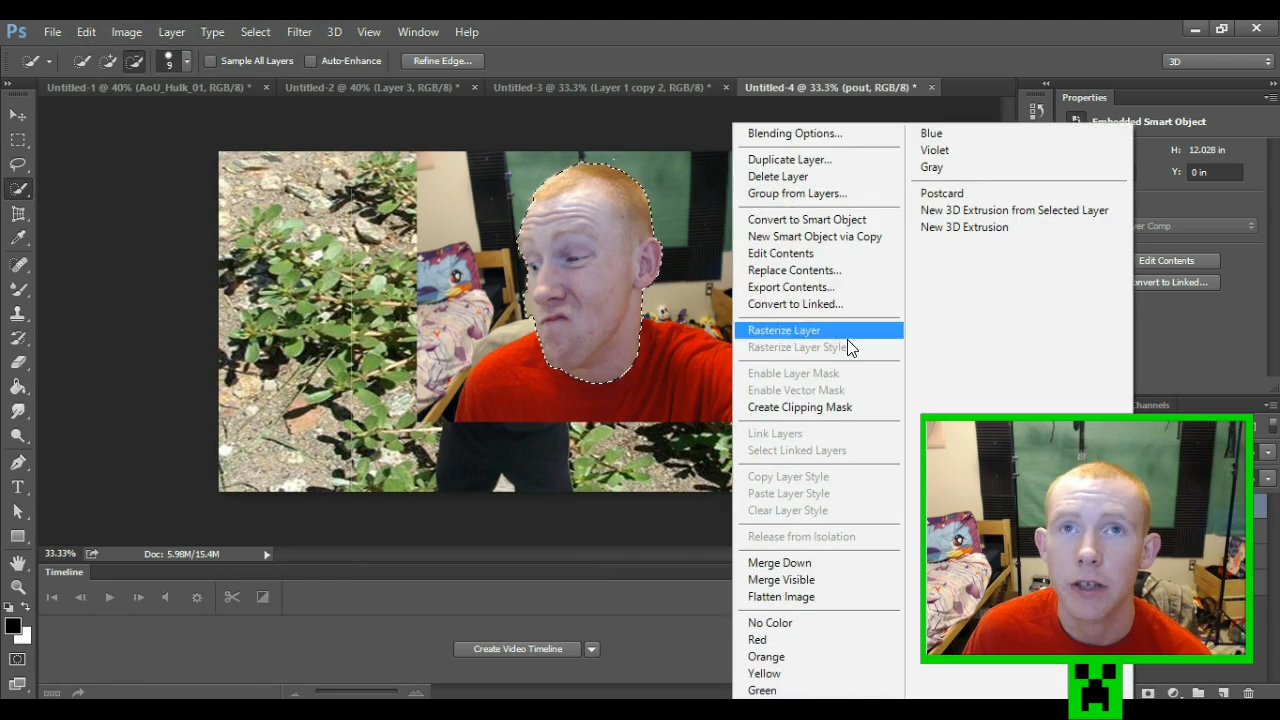 Ps File Edit Image Layer Type Select Filter 3D View Window Help
9 Sample All Layers Auto-Enhance Refine Edge... 3D
Untitled-1 @ 40% (AoU_Hulk_01, RGB/8) * × Untitled-2 @ 40% (Layer 3, RGB/8) * × Untitled-3 @ 33.3% (Layer 1 copy 2, RGB/8) * × Untitled-4 @ 33.3% (pout, RGB/8) * ×
Properties
Embedded Smart Object
H: 12.028 in
Y: 0 in
Layer Comp
Edit Contents
Convert to Linked...
Channels
Blending Options...
Duplicate Layer...
Delete Layer
Group from Layers...
Convert to Smart Object
New Smart Object via Copy
Edit Contents
Replace Contents...
Export Contents...
Convert to Linked...
Rasterize Layer
Rasterize Layer Style
Enable Layer Mask
Enable Vector Mask
Create Clipping Mask
Link Layers
Select Linked Layers
Copy Layer Style
Paste Layer Style
Clear Layer Style
Release from Isolation
Merge Down
Merge Visible
Flatten Image
No Color
Red
Orange
Yellow
Green
Blue
Violet
Gray
Postcard
New 3D Extrusion from Selected Layer
New 3D Extrusion
33.33% Doc: 5.98M/15.4M
Timeline
Create Video Timeline